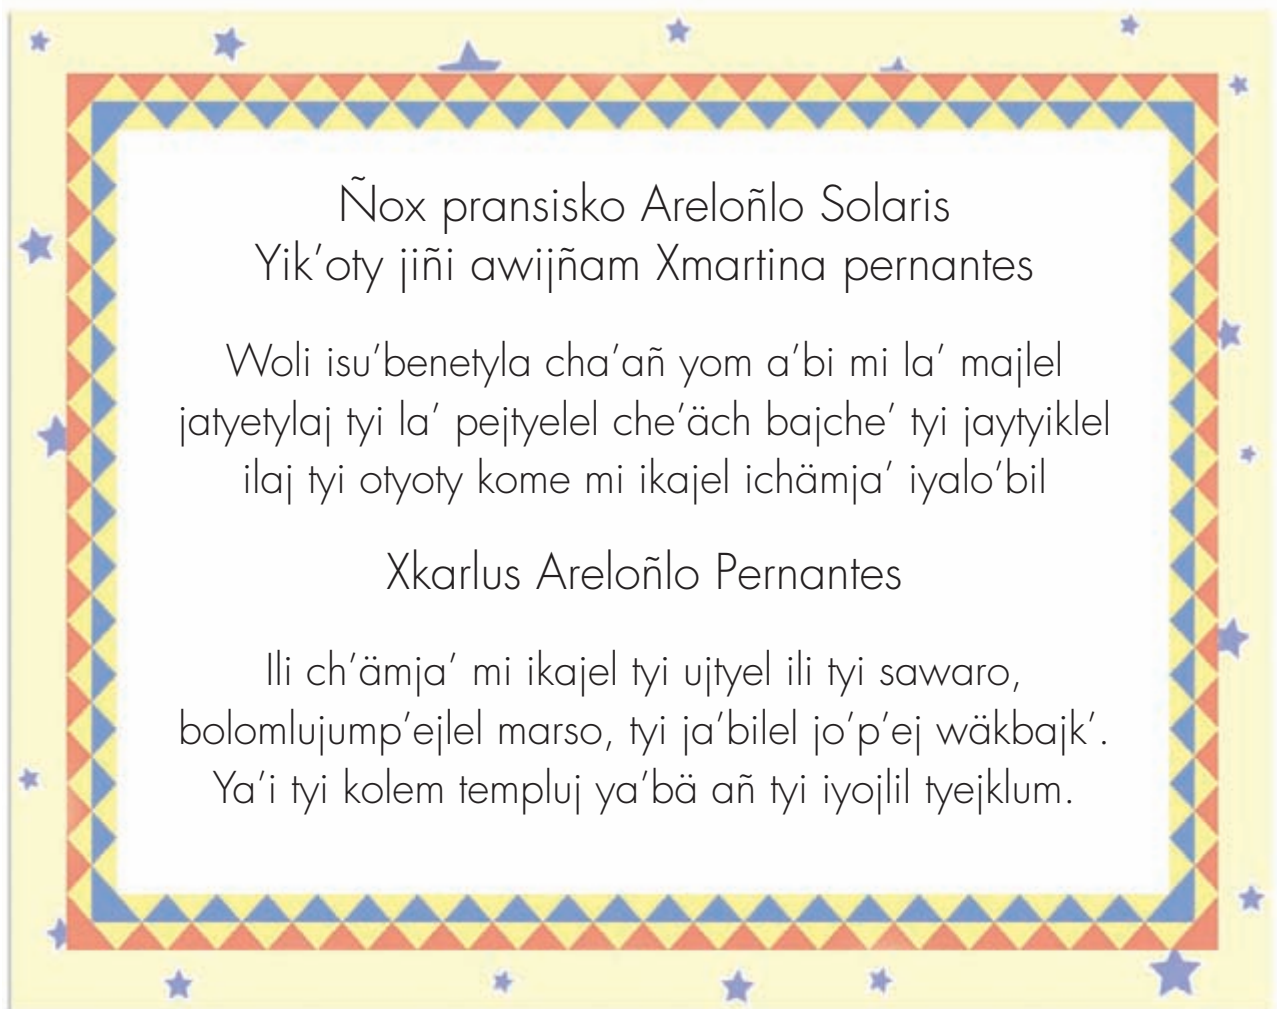 Ñox pransisko Areloñlo Solaris
Yik’oty jiñi awijñam Xmartina pernantes
Woli isu’benetyla cha’añ yom a’bi mi la’ majlel
jatyetylaj tyi la’ pejtyelel che’äch bajche’ tyi jaytyiklel
ilaj tyi otyoty kome mi ikajel ichämja’ iyalo’bil
Xkarlus Areloñlo Pernantes
Ili ch’ämja’ mi ikajel tyi ujtyel ili tyi sawaro,
bolomlujump’ejlel marso, tyi ja’bilel jo’p’ej wäkbajk’.
Ya’i tyi kolem templuj ya’bä añ tyi iyojlil tyejklum.